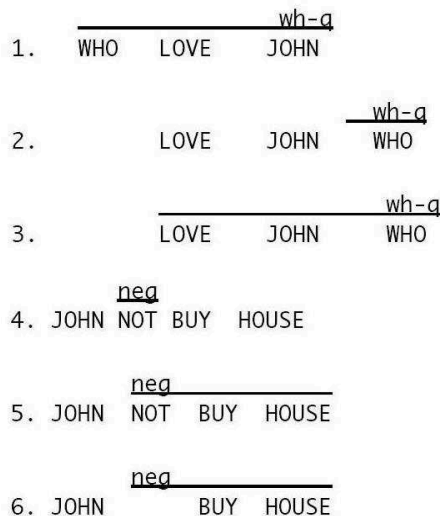 wh-q
1. WHO LOVE JOHN
wh-q
2. LOVE JOHN WHO
wh-q
3. LOVE JOHN WHO
neg
4. JOHN NOT BUY HOUSE
neg
5. JOHN NOT BUY HOUSE
neg
6. JOHN BUY HOUSE